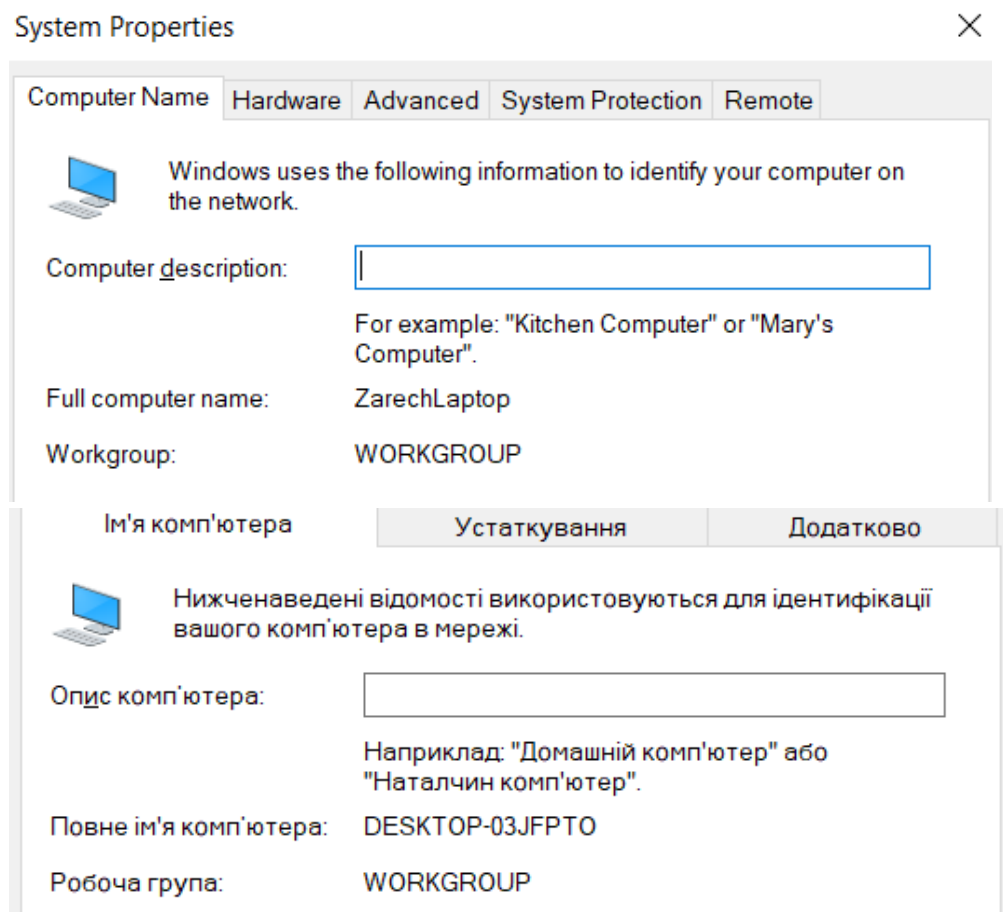 System Properties
Computer Name Hardware Advanced System Protection Remote
Windows uses the following information to identify your computer on
the network.
Computer description:
For example: "Kitchen Computer" or "Mary's
Computer".
Full computer name: ZarechLaptop
Workgroup: WORKGROUP
Ім'я комп'ютера Устаткування Додатково
Нижченаведені відомості використовуються для ідентифікації
вашого комп'ютера в мережі.
Опис комп'ютера:
Наприклад: "Домашній комп'ютер" або
"Наталчин комп'ютер".
Повне ім'я комп'ютера: DESKTOP-03JFPTO
Робоча група: WORKGROUP